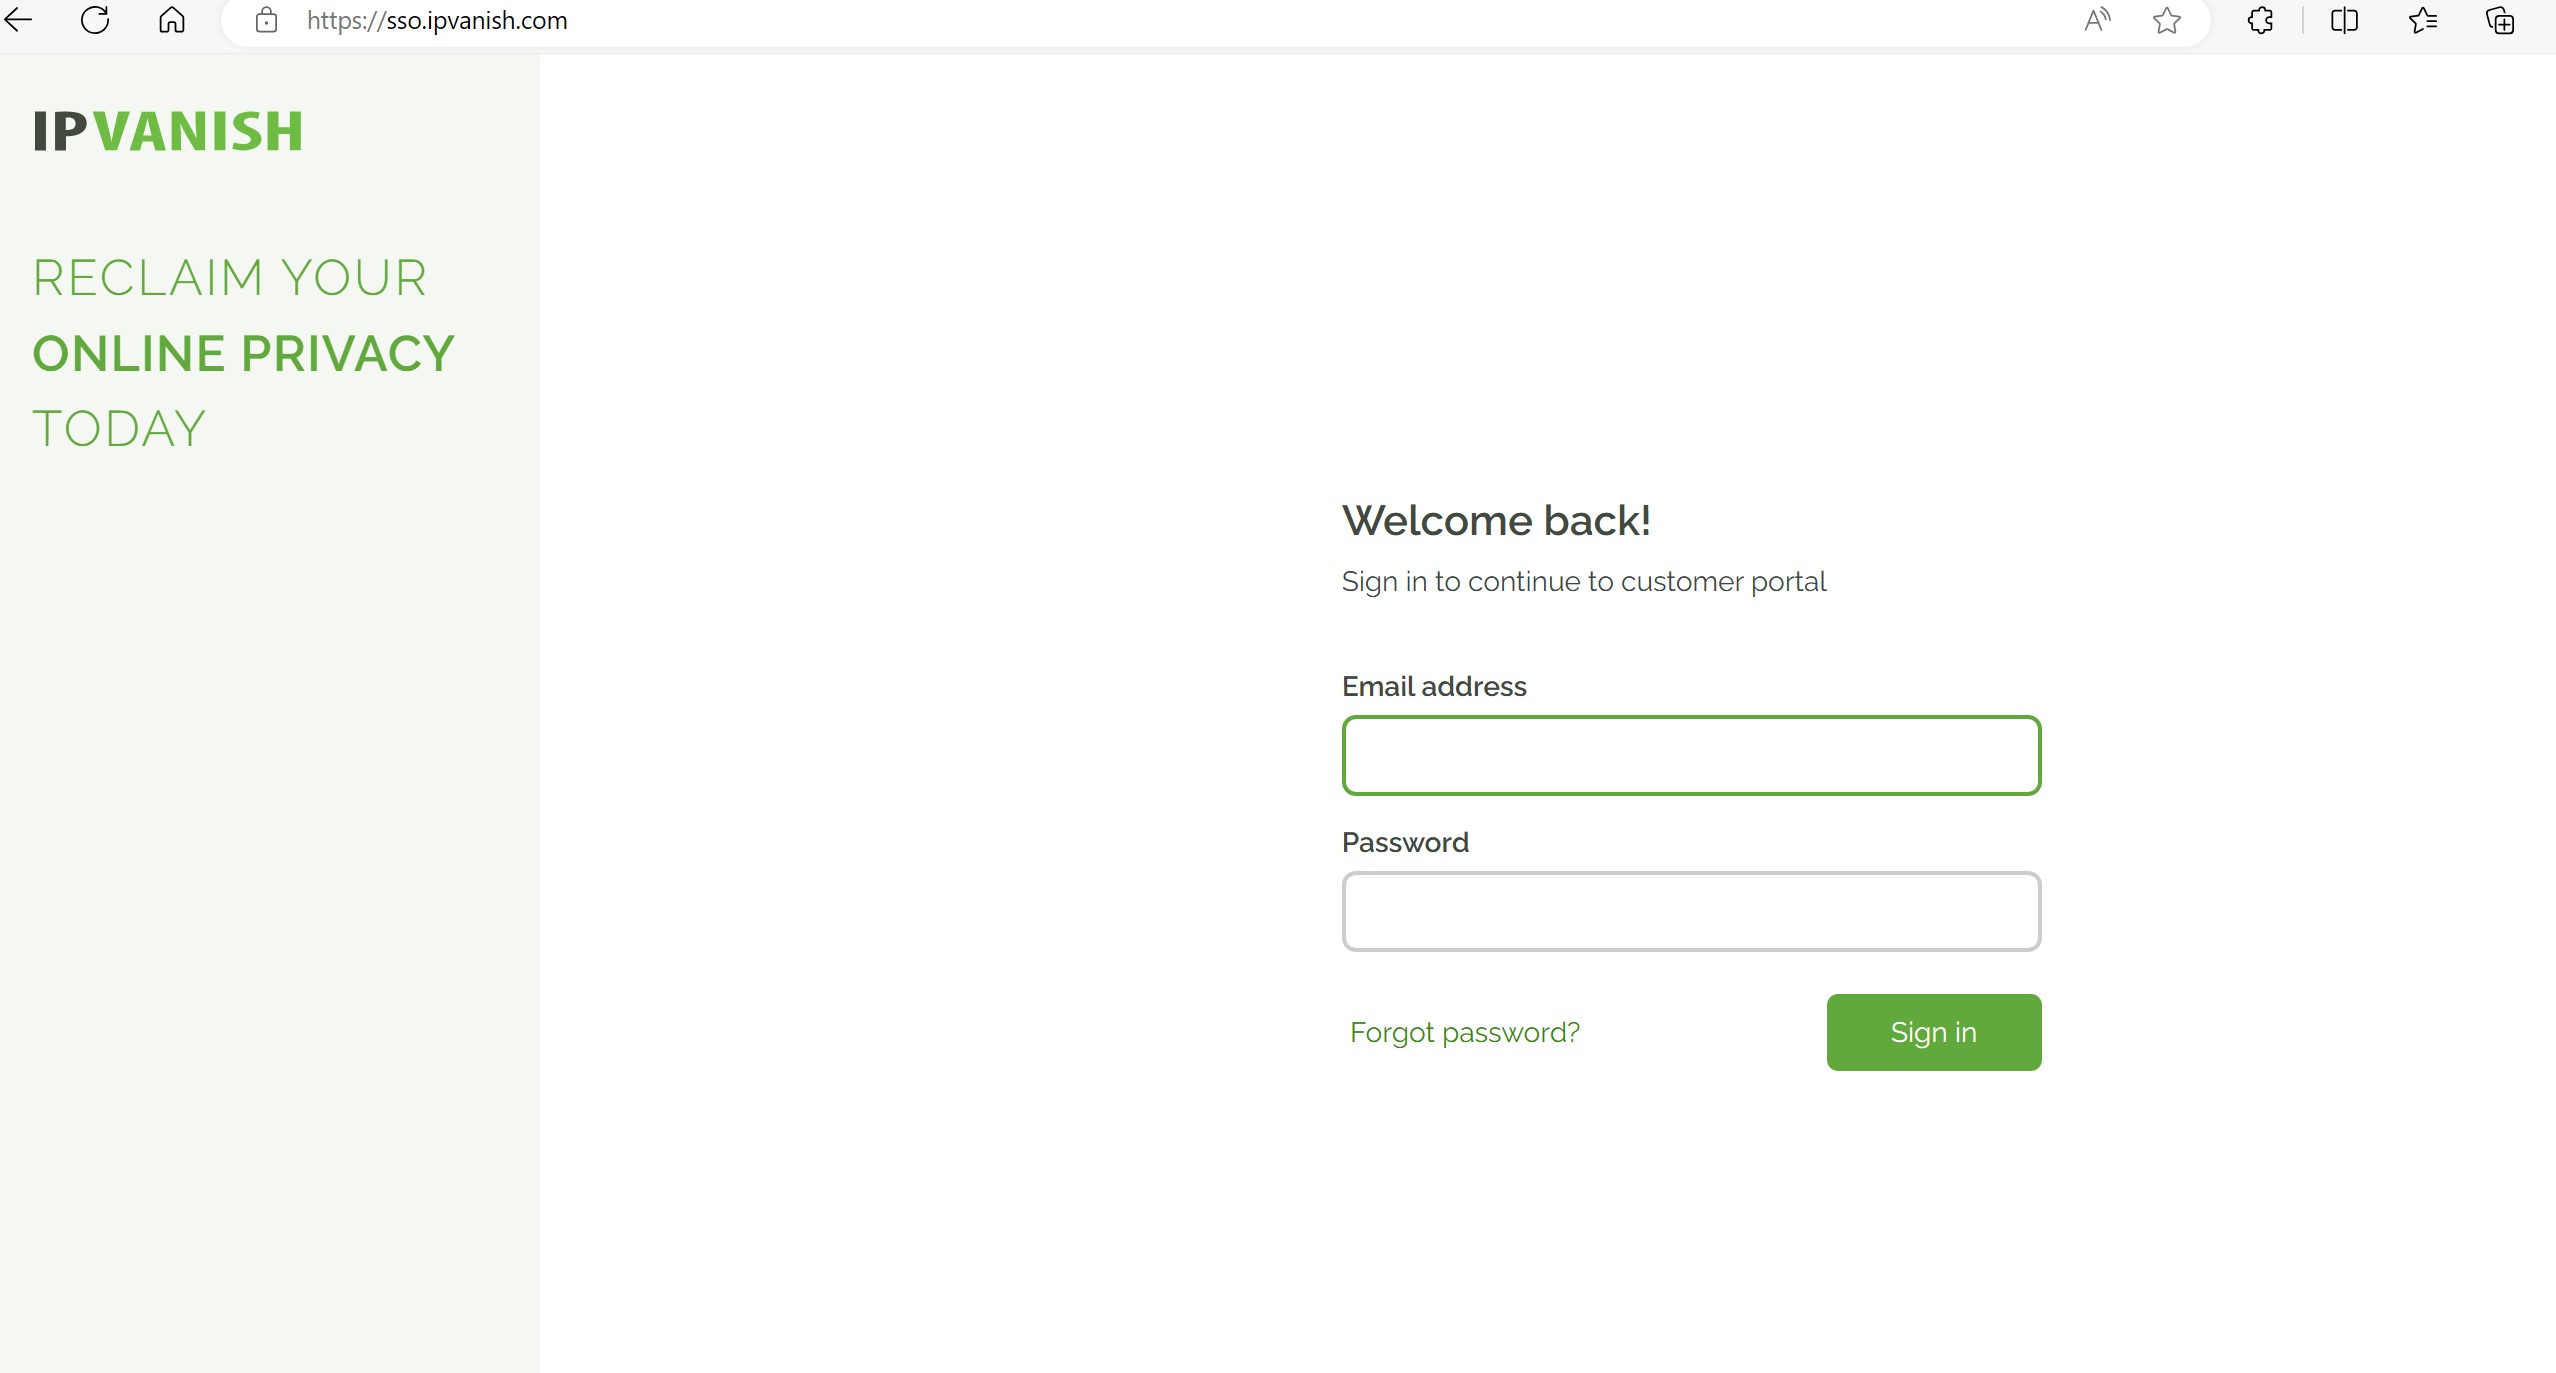 https://sso.ipvanish.com
IPVANISH
RECLAIM YOUR
ONLINE PRIVACY
TODAY
Welcome back!
Sign in to continue to customer portal
Email address
Password
Forgot password?
Sign in